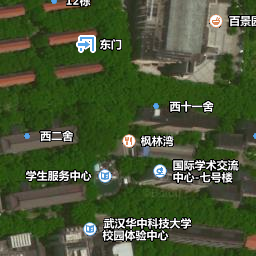 12栋
百景园
东门
西十一舍
西二舍
枫林湾
国际学术交流
中心-七号楼
学生服务中心
武汉华中科技大学
校园体验中心